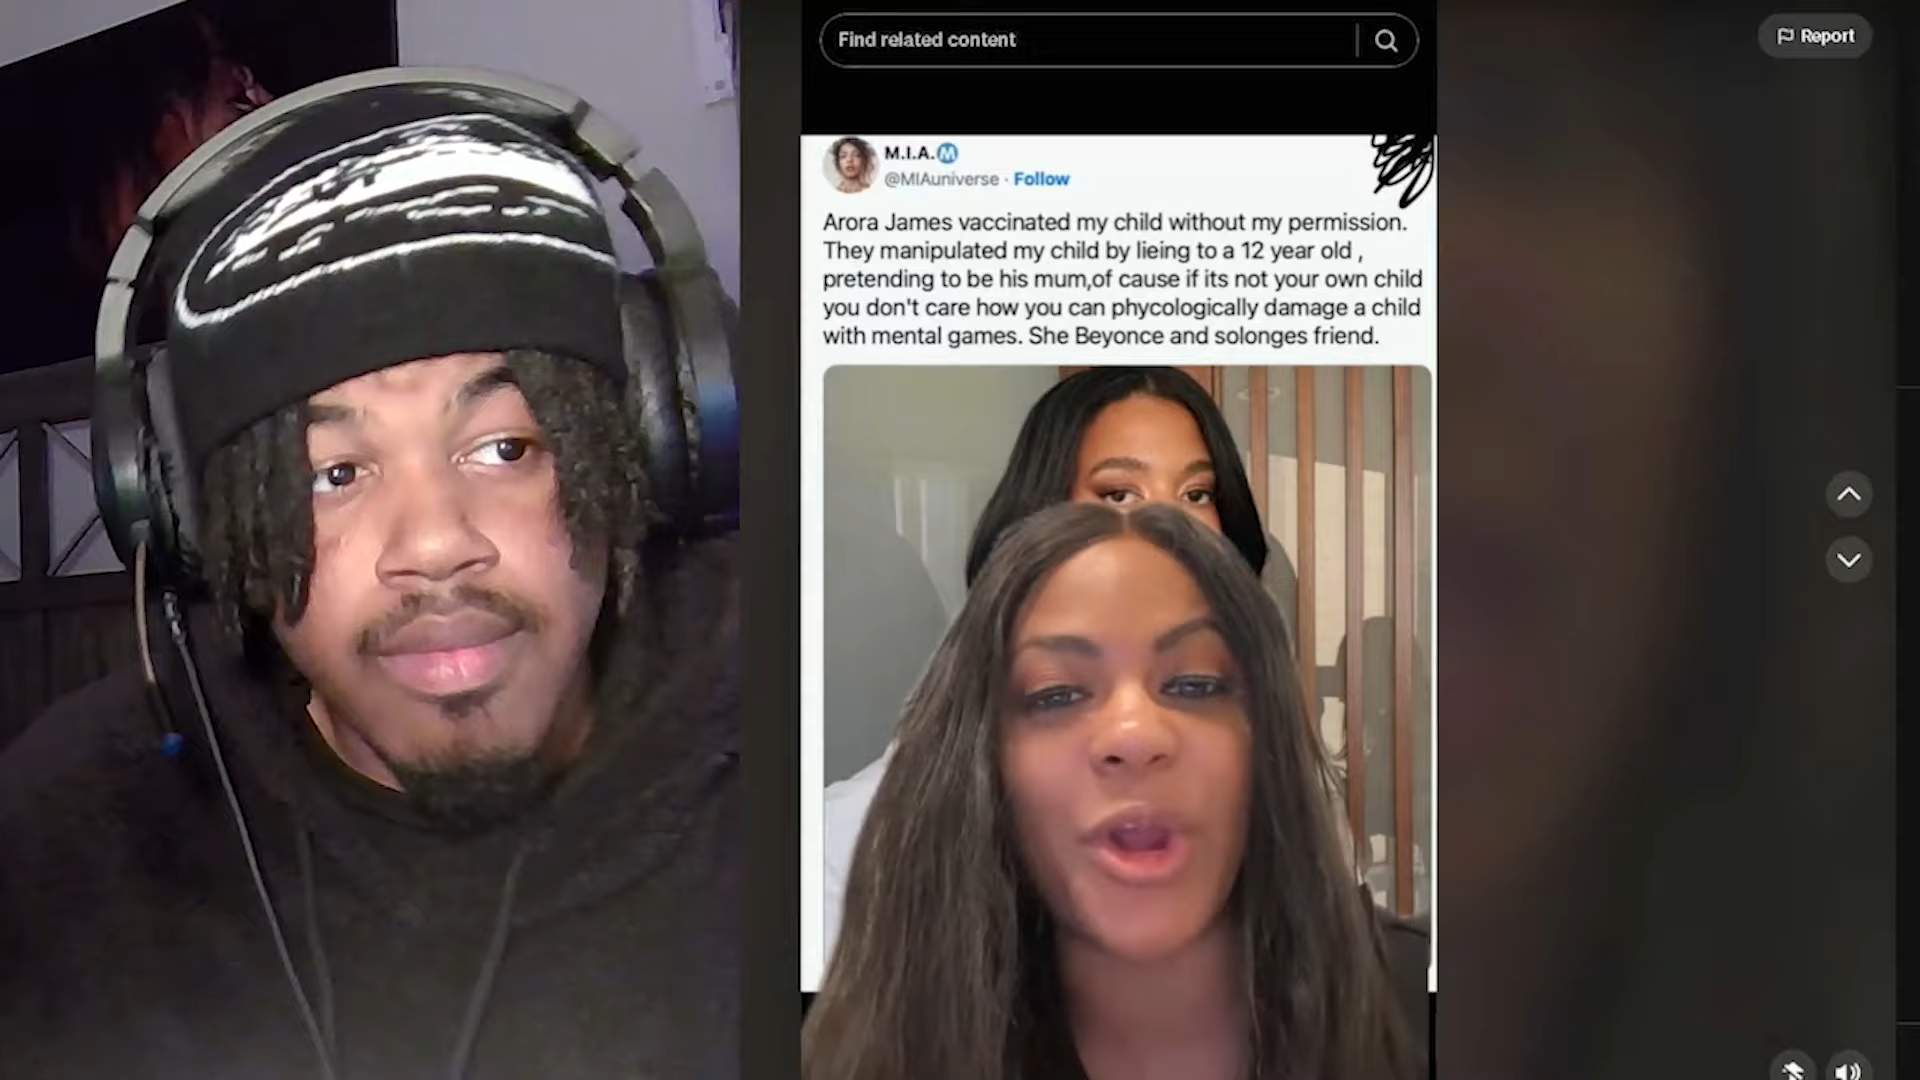 Find related content
Report
M.I.A.
@MIAuniverse · Follow
Arora James vaccinated my child without my permission.
They manipulated my child by lieing to a 12 year old ,
pretending to be his mum,of cause if its not your own child
you don't care how you can phycologically damage a child
with mental games. She Beyonce and solonges friend.